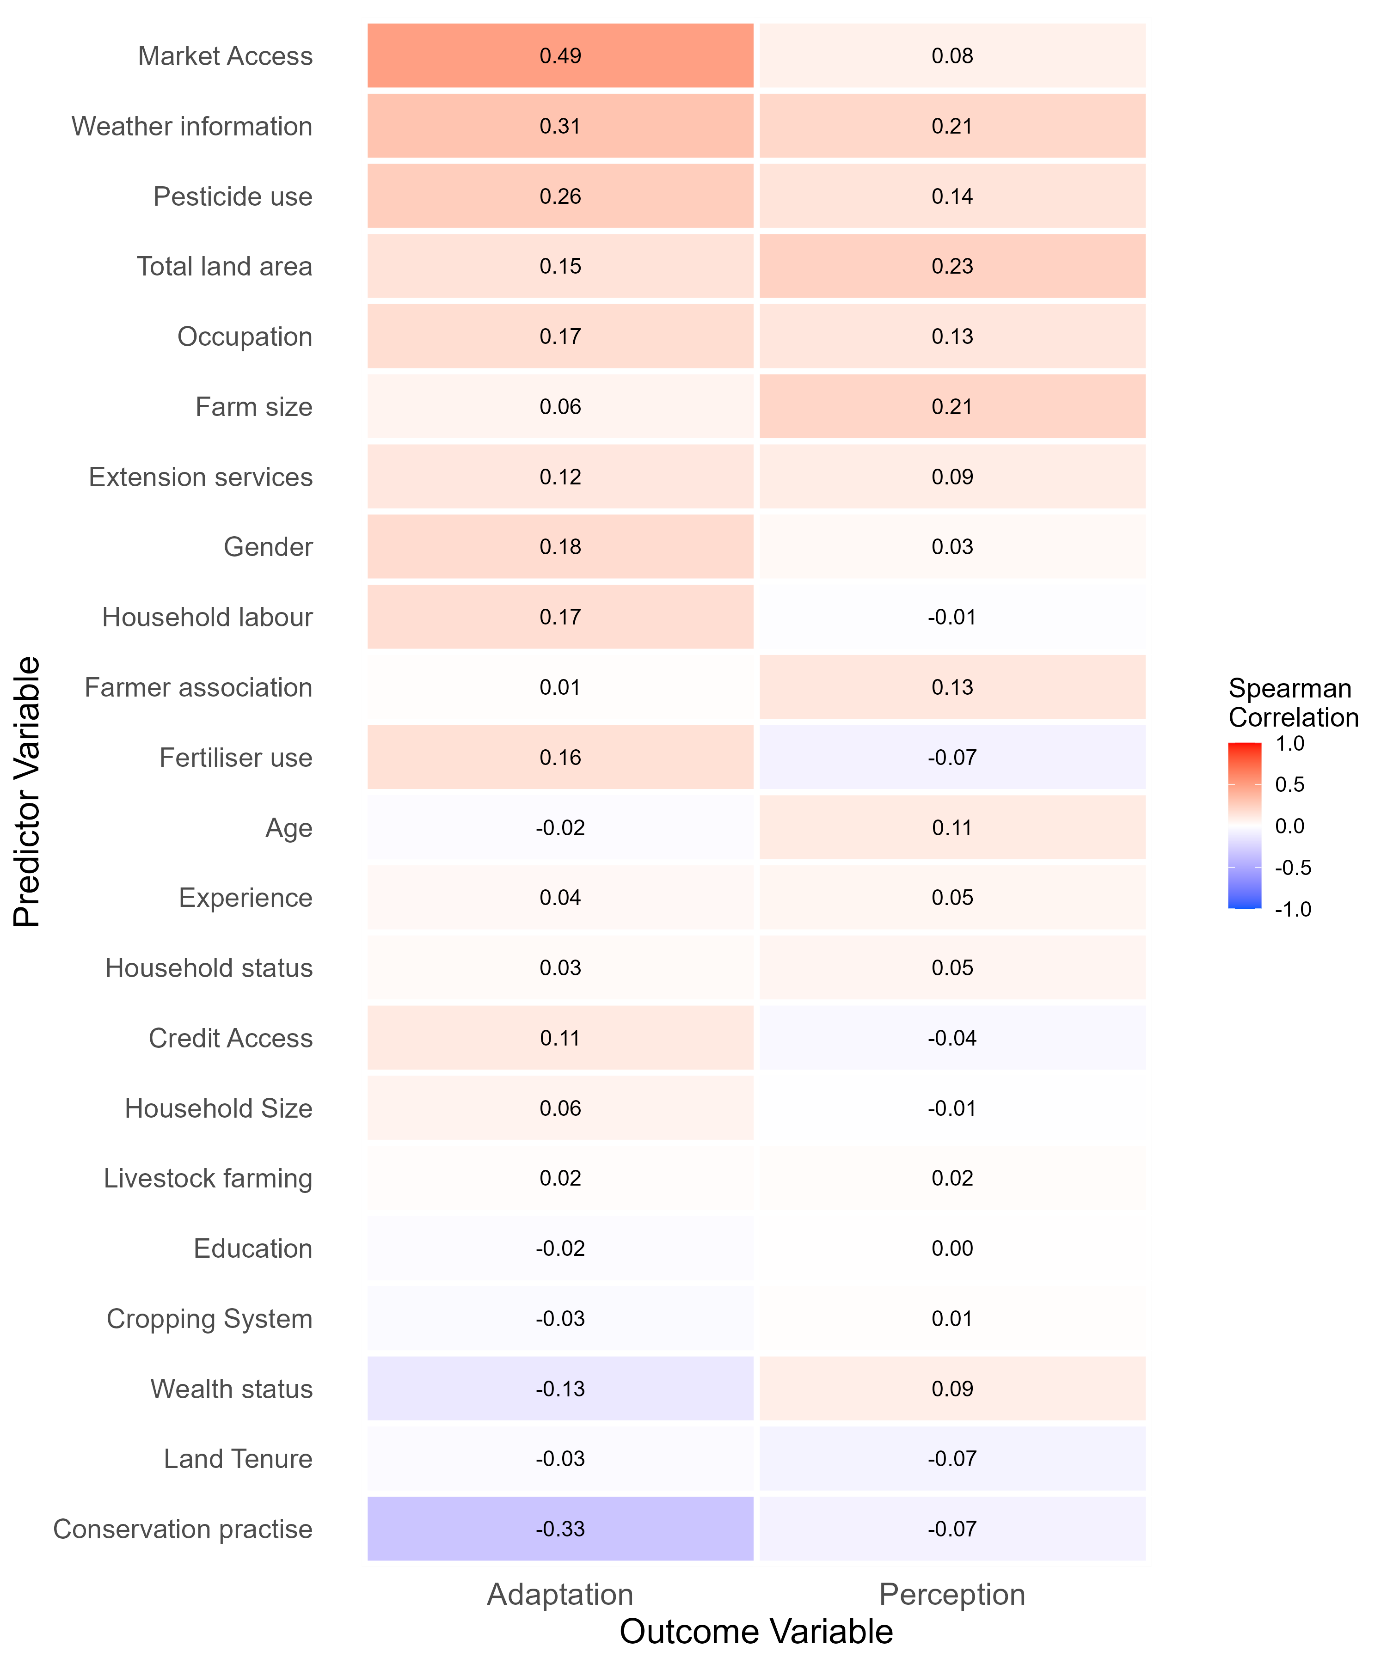 Market Access 0.49 0.08
Weather information 0.31 0.21
Pesticide use 0.26 0.14
Total land area 0.15 0.23
Occupation 0.17 0.13
Farm size 0.06 0.21
Extension services 0.12 0.09
Gender 0.18 0.03
Household labour 0.17 -0.01
Farmer association 0.01 0.13
Fertiliser use 0.16 -0.07
Age -0.02 0.11
Experience 0.04 0.05
Household status 0.03 0.05
Credit Access 0.11 -0.04
Household Size 0.06 -0.01
Livestock farming 0.02 0.02
Education -0.02 0.00
Cropping System -0.03 0.01
Wealth status -0.13 0.09
Land Tenure -0.03 -0.07
Conservation practise -0.33 -0.07
Adaptation Perception
Outcome Variable
Predictor Variable
Spearman
Correlation
1.0
0.5
0.0
-0.5
-1.0